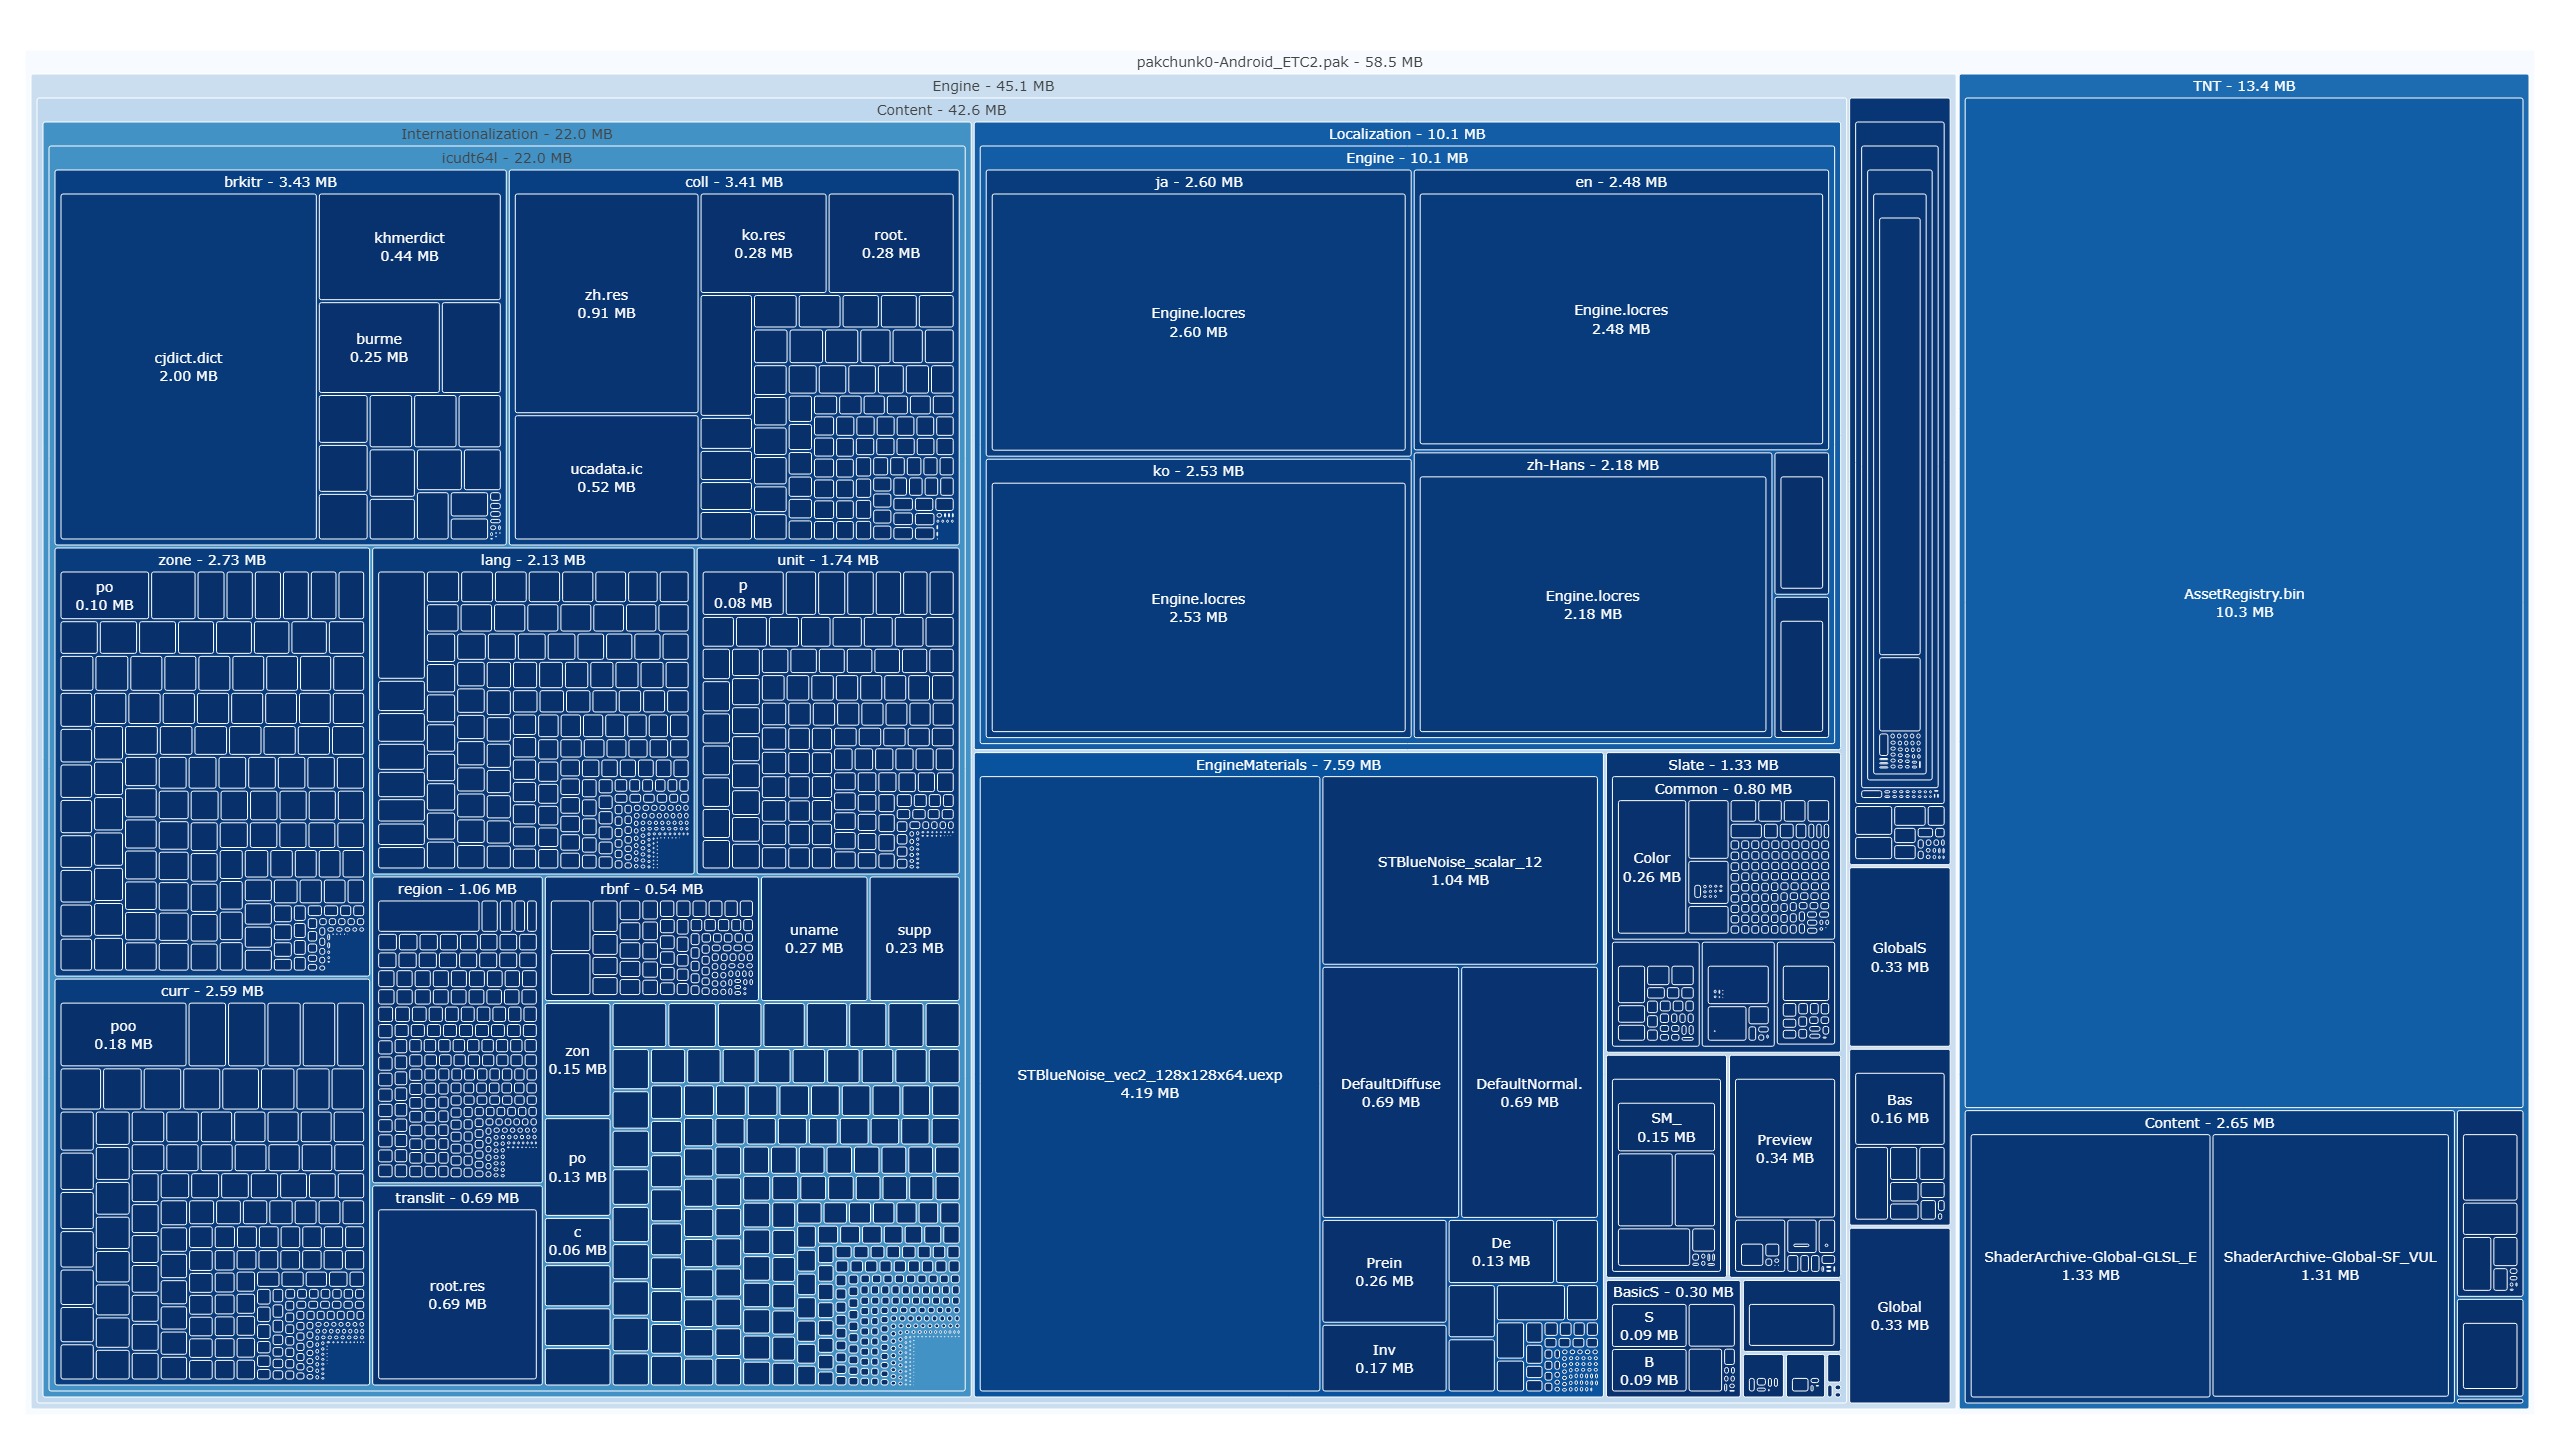 pakchunk0-Android_ETC2.pak - 58.5 MB
Engine - 45.1 MB
TNT - 13.4 MB
Content - 42.6 MB
Internationalization - 22.0 MB
Localization - 10.1 MB
icudt64l - 22.0 MB
Engine - 10.1 MB
brkitr - 3.43 MB
coll - 3.41 MB
ja - 2.60 MB
en - 2.48 MB
cjdict.dict
2.00 MB
khmerdict
0.44 MB
burme
0.25 MB
zh.res
0.91 MB
ko.res
0.28 MB
root.
0.28 MB
ucadata.ic
0.52 MB
Engine.locres
2.60 MB
Engine.locres
2.48 MB
ko - 2.53 MB
zh-Hans - 2.18 MB
Engine.locres
2.53 MB
Engine.locres
2.18 MB
AssetRegistry.bin
10.3 MB
zone - 2.73 MB
lang - 2.13 MB
unit - 1.74 MB
po
0.10 MB
p
0.08 MB
EngineMaterials - 7.59 MB
Slate - 1.33 MB
Common - 0.80 MB
STBlueNoise_scalar_12
1.04 MB
Color
0.26 MB
region - 1.06 MB
rbnf - 0.54 MB
uname
0.27 MB
supp
0.23 MB
GlobalS
0.33 MB
curr - 2.59 MB
poo
0.18 MB
zon
0.15 MB
po
0.13 MB
c
0.06 MB
STBlueNoise_vec2_128x128x64.uexp
4.19 MB
DefaultDiffuse
0.69 MB
DefaultNormal.
0.69 MB
SM_
0.15 MB
Preview
0.34 MB
Bas
0.16 MB
Content - 2.65 MB
translit - 0.69 MB
root.res
0.69 MB
Prein
0.26 MB
De
0.13 MB
Inv
0.17 MB
BasicS - 0.30 MB
S
0.09 MB
B
0.09 MB
Global
0.33 MB
ShaderArchive-Global-GLSL_E
1.33 MB
ShaderArchive-Global-SF_VUL
1.31 MB